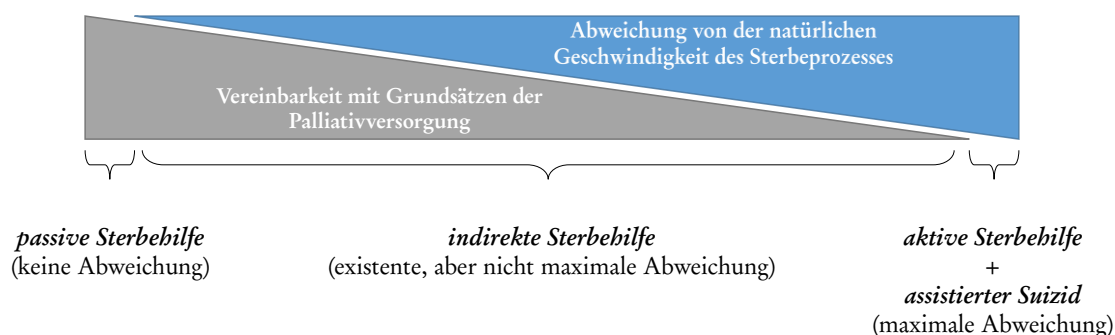 Abweichung von der natürlichen
Geschwindigkeit des Sterbeprozesses
Vereinbarkeit mit Grundsätzen der
Palliativversorgung
passive Sterbehilfe
(keine Abweichung)
indirekte Sterbehilfe
(existente, aber nicht maximale Abweichung)
aktive Sterbehilfe
+
assistierter Suizid
(maximale Abweichung)